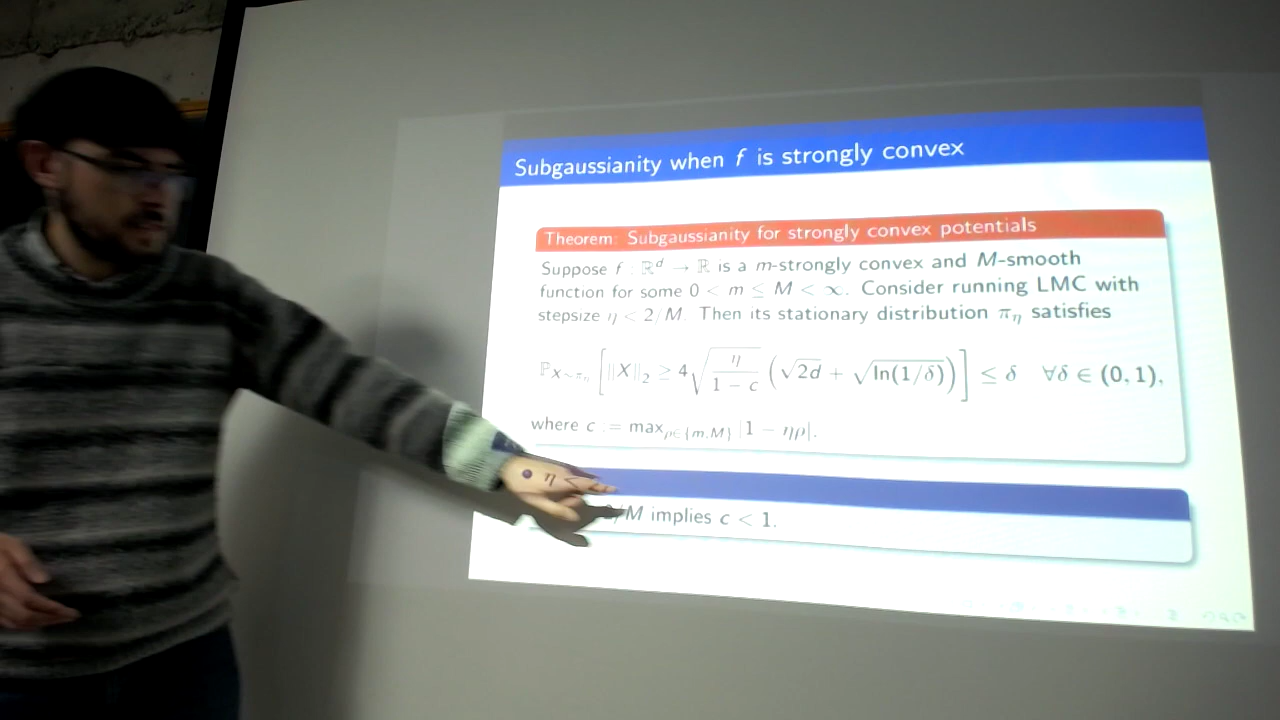 Subgaussianity when f is strongly convex
Theorem: Subgaussianity for strongly convex potentials
Suppose f : ℝᵈ → ℝ is a m-strongly convex and M-smooth
function for some 0 < m ≤ M < ∞. Consider running LMC with
stepsize η < 2/M. Then its stationary distribution π_η satisfies
ℙ_{X∼π_η} [ ‖X‖₂ ≥ 4√(η/(1 − c)) (√(2d) + √(ln(1/δ))) ] ≤ δ ∀δ ∈ (0, 1),
where c := max_{ρ∈{m,M}} |1 − ηρ|.
η < 2/M implies c < 1.